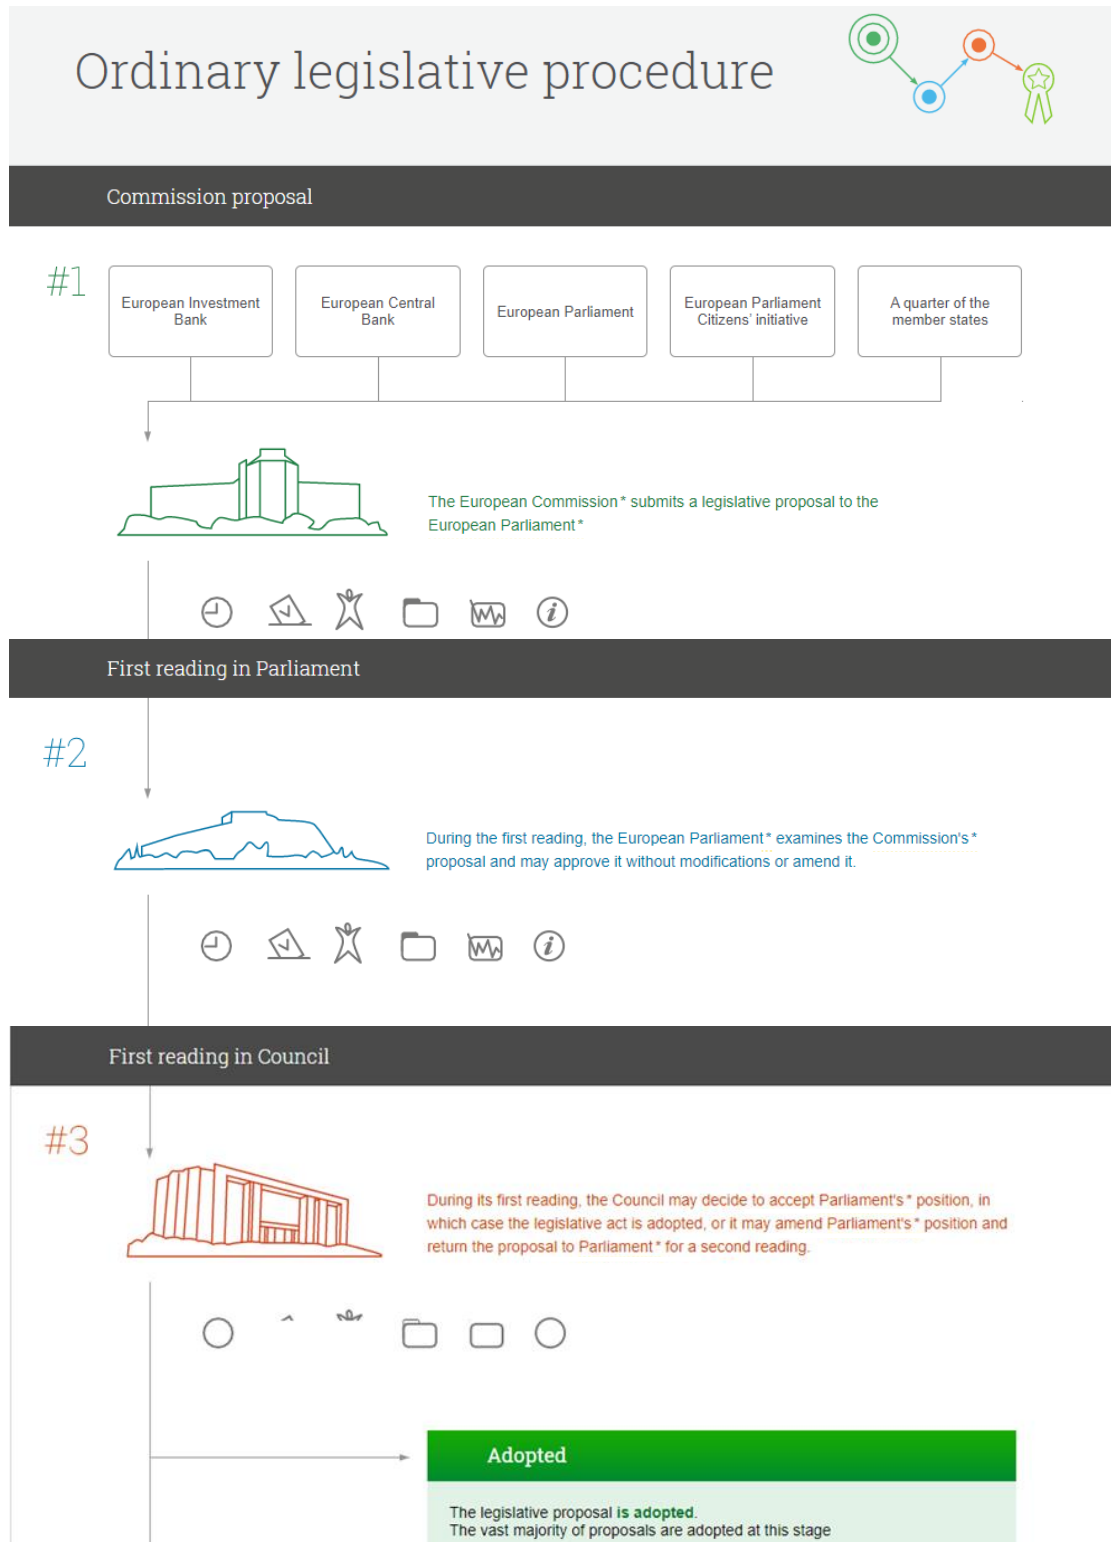 Ordinary legislative procedure
Commission proposal
#1
European Investment
Bank
European Central
Bank
European Parliament
European Parliament
Citizens' initiative
A quarter of the
member states
The European Commission* submits a legislative proposal to the
European Parliament*
First reading in Parliament
#2
During the first reading, the European Parliament* examines the Commission's*
proposal and may approve it without modifications or amend it.
First reading in Council
#3
During its first reading, the Council may decide to accept Parliament's* position, in
which case the legislative act is adopted, or it may amend Parliament's* position and
return the proposal to Parliament* for a second reading.
Adopted
The legislative proposal is adopted.
The vast majority of proposals are adopted at this stage